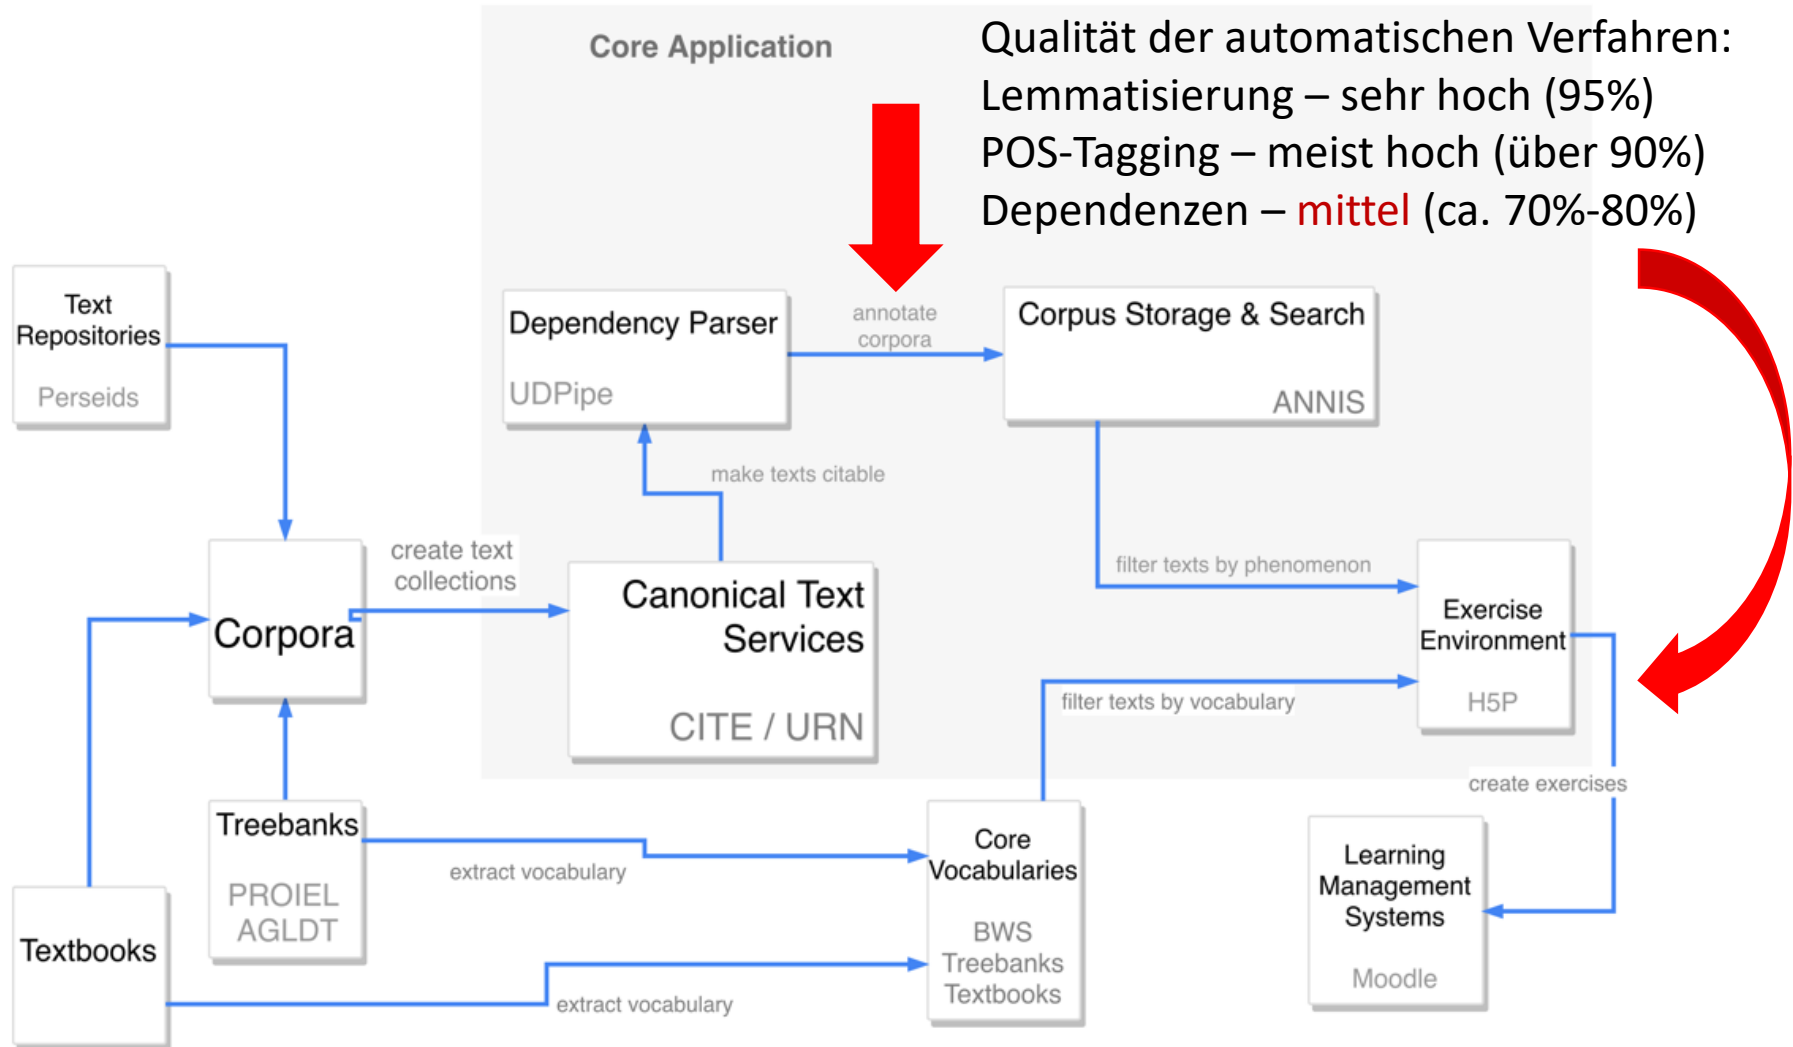 Core Application
Qualität der automatischen Verfahren:
Lemmatisierung – sehr hoch (95%)
POS-Tagging – meist hoch (über 90%)
Dependenzen – mittel (ca. 70%-80%)
Text
Repositories
Perseids
Dependency Parser
UDPipe
annotate
corpora
Corpus Storage & Search
ANNIS
make texts citable
create text
collections
Corpora
Canonical Text
Services
CITE / URN
filter texts by phenomenon
Exercise
Environment
H5P
filter texts by vocabulary
create exercises
Treebanks
PROIEL
AGLDT
extract vocabulary
Core
Vocabularies
BWS
Treebanks
Textbooks
Learning
Management
Systems
Moodle
Textbooks
extract vocabulary